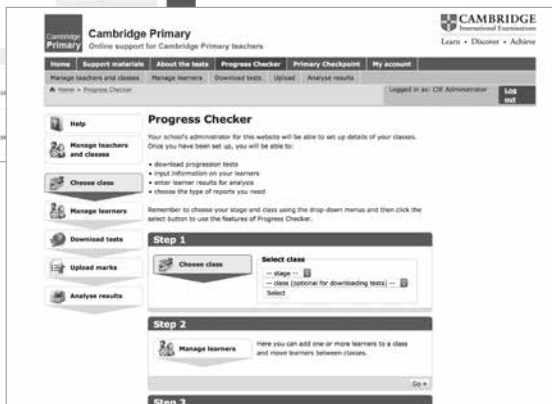 Cambridge
Primary
Cambridge Primary
Online support for Cambridge Primary teachers
CAMBRIDGE
International Examinations
Learn • Discover • Achieve
Home
Support materials
About the tests
Progress Checker
Primary Checkpoint
My account
Manage teachers and classes
Manage learners
Download tests
Upload
Analyse results
Home > Progress Checker
Logged in as: CIE Administrator
Log
out
Help
Manage teachers
and classes
Choose class
Manage learners
Download tests
Upload marks
Analyse results
Progress Checker
Your school's administrator for this website will be able to set up details of your classes.
Once you have been set up, you will be able to:
• download progression tests
• input information on your learners
• enter learner results for analysis
• choose the type of reports you need
Remember to choose your stage and class using the drop-down menus and then click the
select button to use the features of Progress Checker.
Step 1
Choose class
Select class
-- stage --
-- class (optional for downloading tests) --
Select
Step 2
Manage learners
Here you can add one or more learners to a class
and move learners between classes.
Go »
Step 3